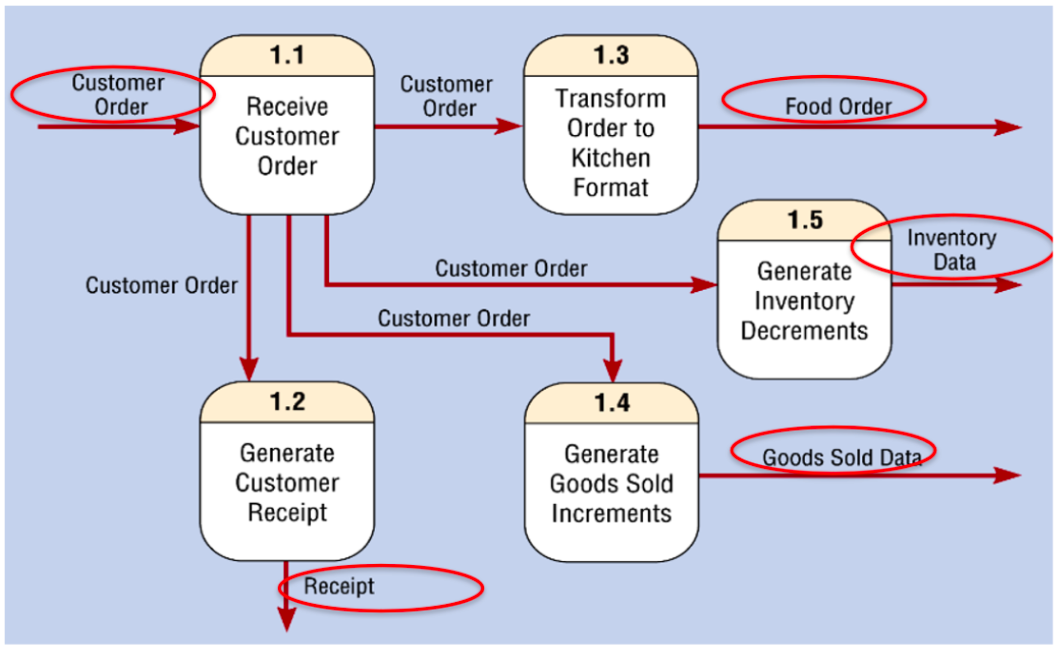 1.1
Receive
Customer
Order
Customer
Order
Customer
Order
1.3
Transform
Order to
Kitchen
Format
Food Order
1.5
Generate
Inventory
Decrements
Inventory
Data
Customer Order
Customer Order
Customer Order
1.2
Generate
Customer
Receipt
Receipt
1.4
Generate
Goods Sold
Increments
Goods Sold Data